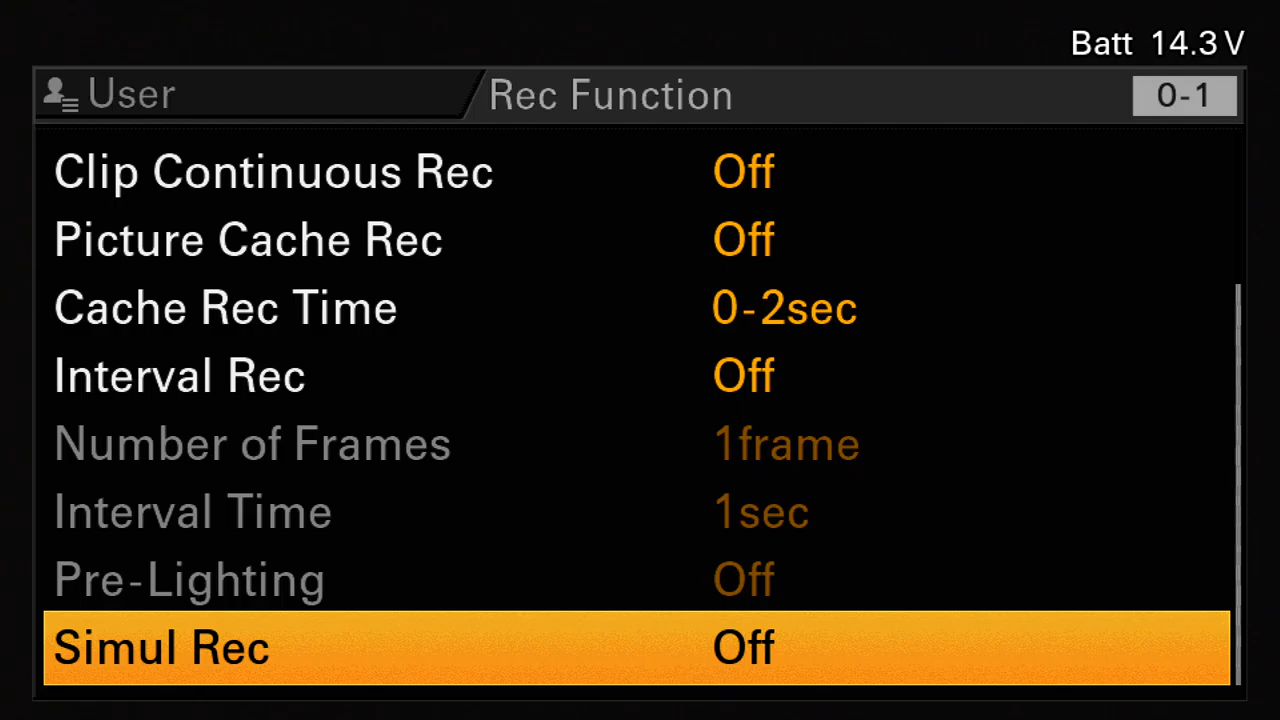 Batt 14.3 V
User Rec Function 0-1
Clip Continuous Rec Off
Picture Cache Rec Off
Cache Rec Time 0-2sec
Interval Rec Off
Number of Frames 1frame
Interval Time 1sec
Pre-Lighting Off
Simul Rec Off